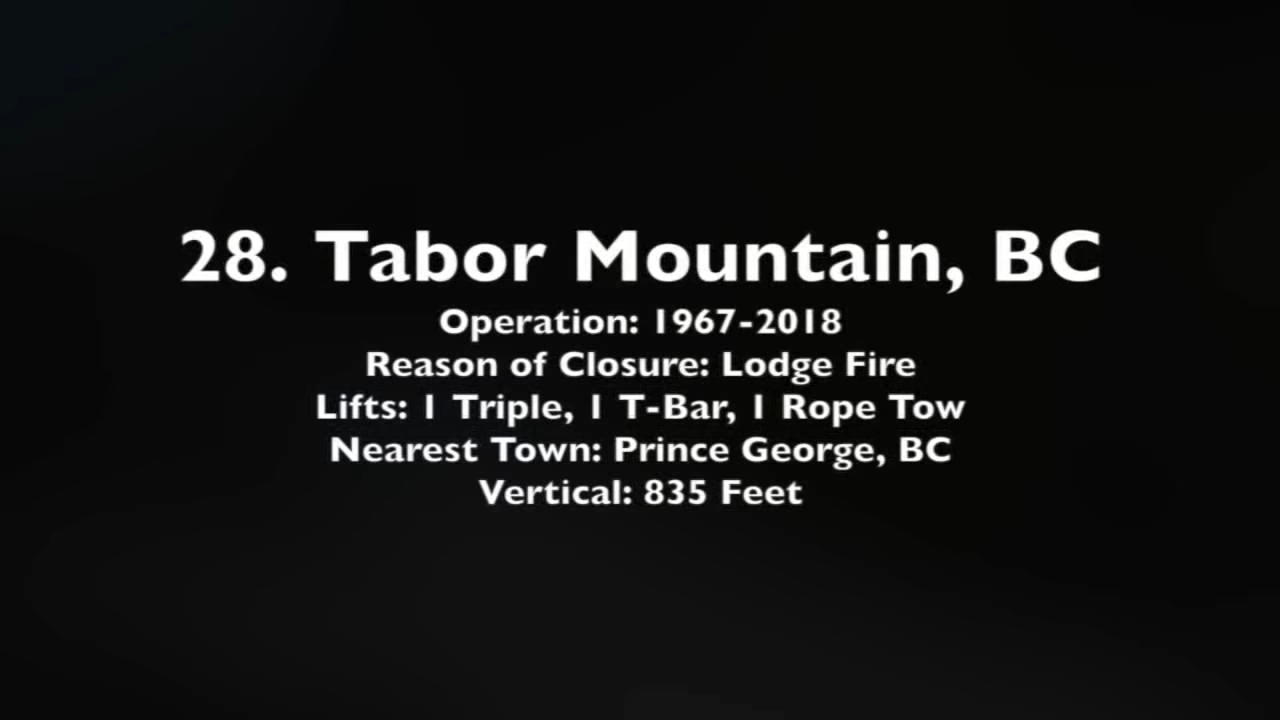 28. Tabor Mountain, BC
Operation: 1967-2018
Reason of Closure: Lodge Fire
Lifts: 1 Triple, 1 T-Bar, 1 Rope Tow
Nearest Town: Prince George, BC
Vertical: 835 Feet